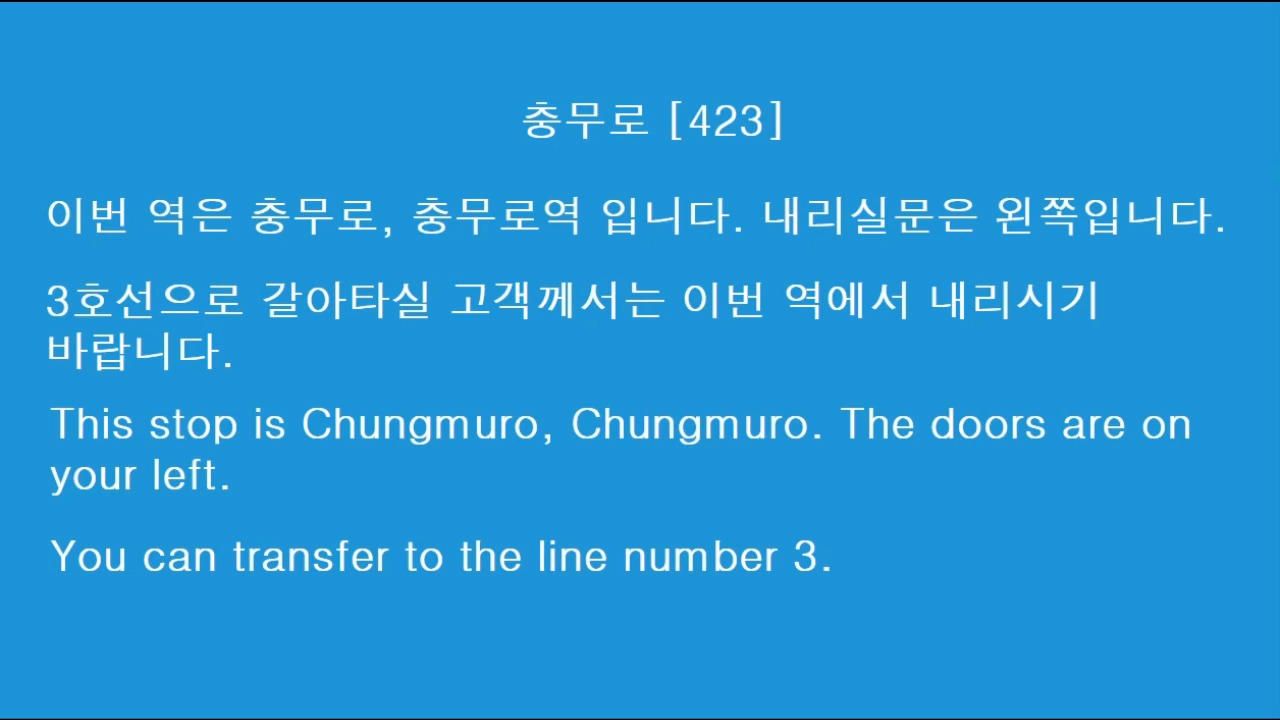 충무로 [423]
이번 역은 충무로, 충무로역 입니다. 내리실문은 왼쪽입니다.
3호선으로 갈아타실 고객께서는 이번 역에서 내리시기
바랍니다.
This stop is Chungmuro, Chungmuro. The doors are on
your left.
You can transfer to the line number 3.